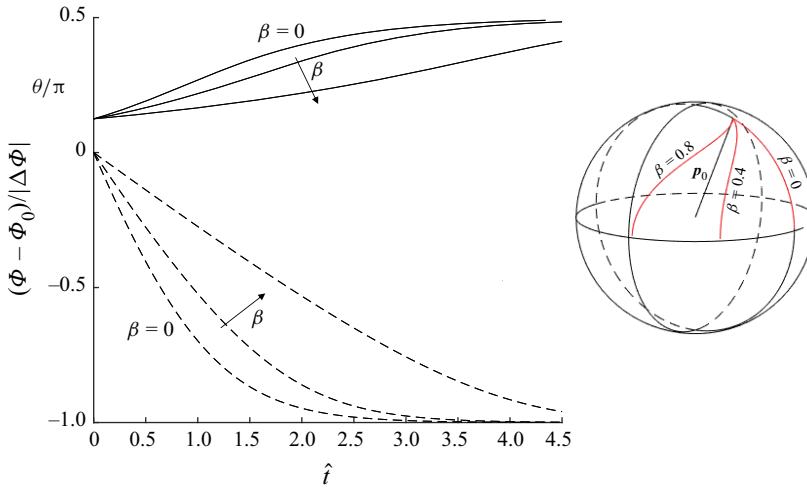 0.5
β = 0
β
θ/π
0
(Φ − Φ₀)/|ΔΦ|
−0.5
β = 0
β
−1.0
0 0.5 1.0 1.5 2.0 2.5 3.0 3.5 4.0 4.5
t̂
β = 0.8
p₀
β = 0.4
β = 0